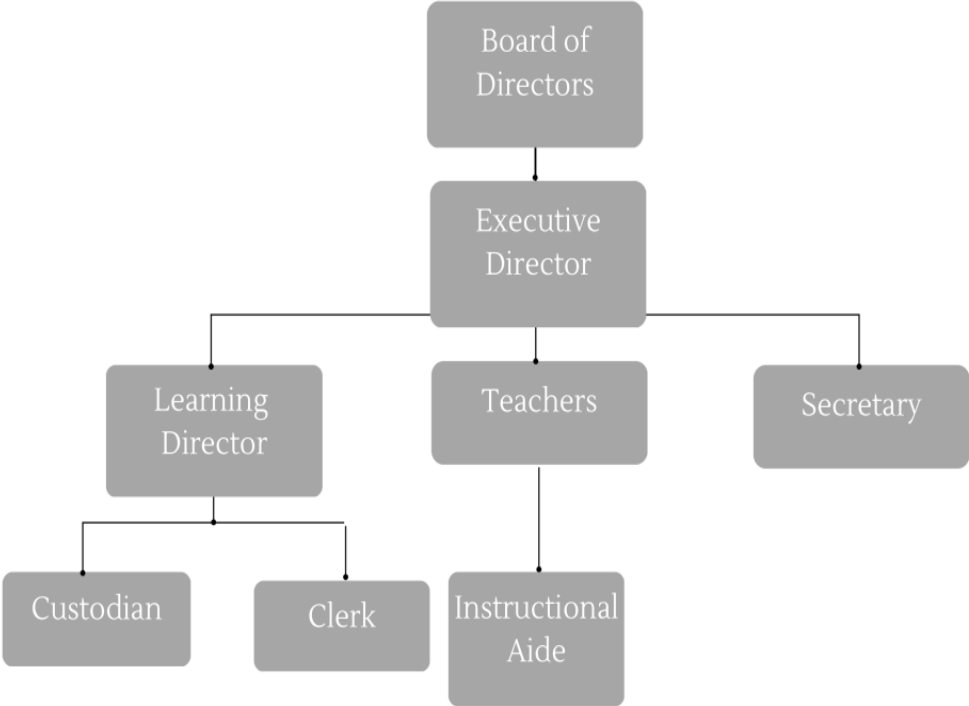 Board of
Directors
Executive
Director
Learning
Director
Teachers
Secretary
Custodian
Clerk
Instructional
Aide